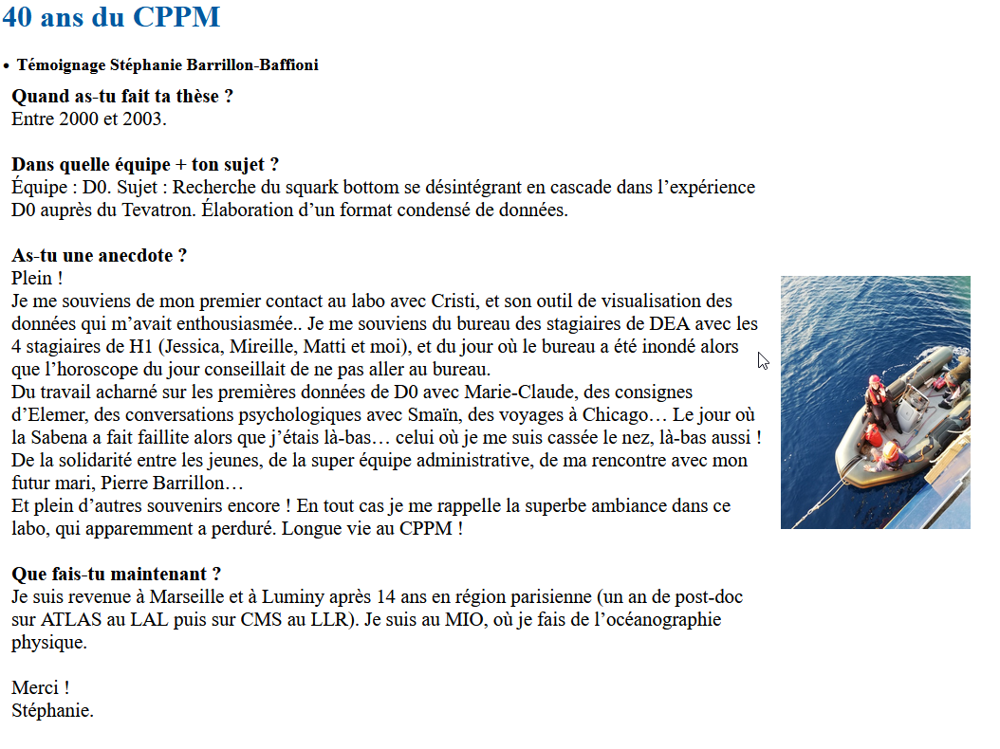 40 ans du CPPM
• Témoignage Stéphanie Barrillon-Baffioni
Quand as-tu fait ta thèse ?
Entre 2000 et 2003.
Dans quelle équipe + ton sujet ?
Équipe : D0. Sujet : Recherche du squark bottom se désintégrant en cascade dans l’expérience
D0 auprès du Tevatron. Élaboration d’un format condensé de données.
As-tu une anecdote ?
Plein !
Je me souviens de mon premier contact au labo avec Cristi, et son outil de visualisation des
données qui m’avait enthousiasmée.. Je me souviens du bureau des stagiaires de DEA avec les
4 stagiaires de H1 (Jessica, Mireille, Matti et moi), et du jour où le bureau a été inondé alors
que l’horoscope du jour conseillait de ne pas aller au bureau.
Du travail acharné sur les premières données de D0 avec Marie-Claude, des consignes
d’Elemer, des conversations psychologiques avec Smaïn, des voyages à Chicago… Le jour où
la Sabena a fait faillite alors que j’étais là-bas… celui où je me suis cassée le nez, là-bas aussi !
De la solidarité entre les jeunes, de la super équipe administrative, de ma rencontre avec mon
futur mari, Pierre Barrillon…
Et plein d’autres souvenirs encore ! En tout cas je me rappelle la superbe ambiance dans ce
labo, qui apparemment a perduré. Longue vie au CPPM !
Que fais-tu maintenant ?
Je suis revenue à Marseille et à Luminy après 14 ans en région parisienne (un an de post-doc
sur ATLAS au LAL puis sur CMS au LLR). Je suis au MIO, où je fais de l’océanographie
physique.
Merci !
Stéphanie.